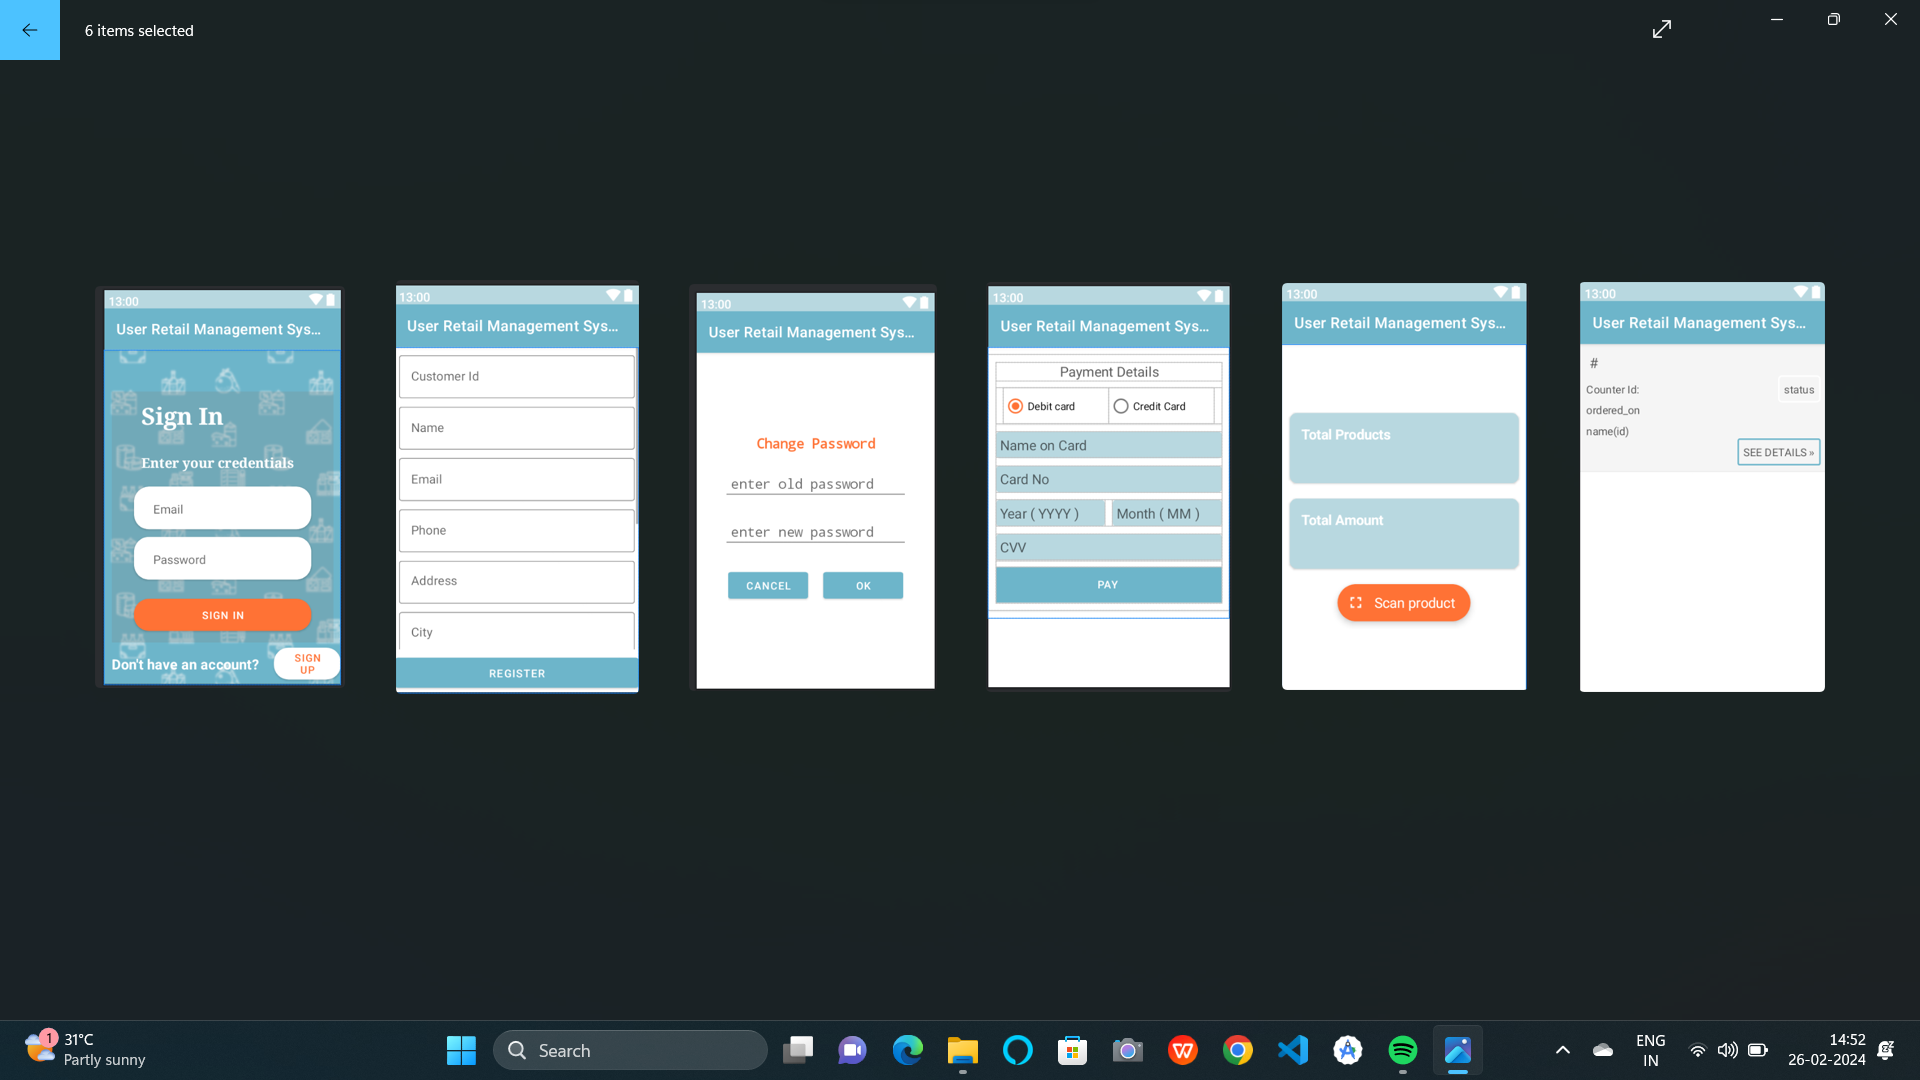 6 items selected
13:00
User Retail Management Sys...
Sign In
Enter your credentials
Email
Password
SIGN IN
Don't have an account?
SIGN
UP
13:00
User Retail Management Sys...
Customer Id
Name
Email
Phone
Address
City
REGISTER
13:00
User Retail Management Sys...
Change Password
enter old password
enter new password
CANCEL
OK
13:00
User Retail Management Sys...
Payment Details
Debit card
Credit Card
Name on Card
Card No
Year ( YYYY )
Month ( MM )
CVV
PAY
13:00
User Retail Management Sys...
Total Products
Total Amount
Scan product
13:00
User Retail Management Sys...
#
Counter Id:
status
ordered_on
name(id)
SEE DETAILS »
1
31°C
Partly sunny
Search
ENG
IN
14:52
26-02-2024